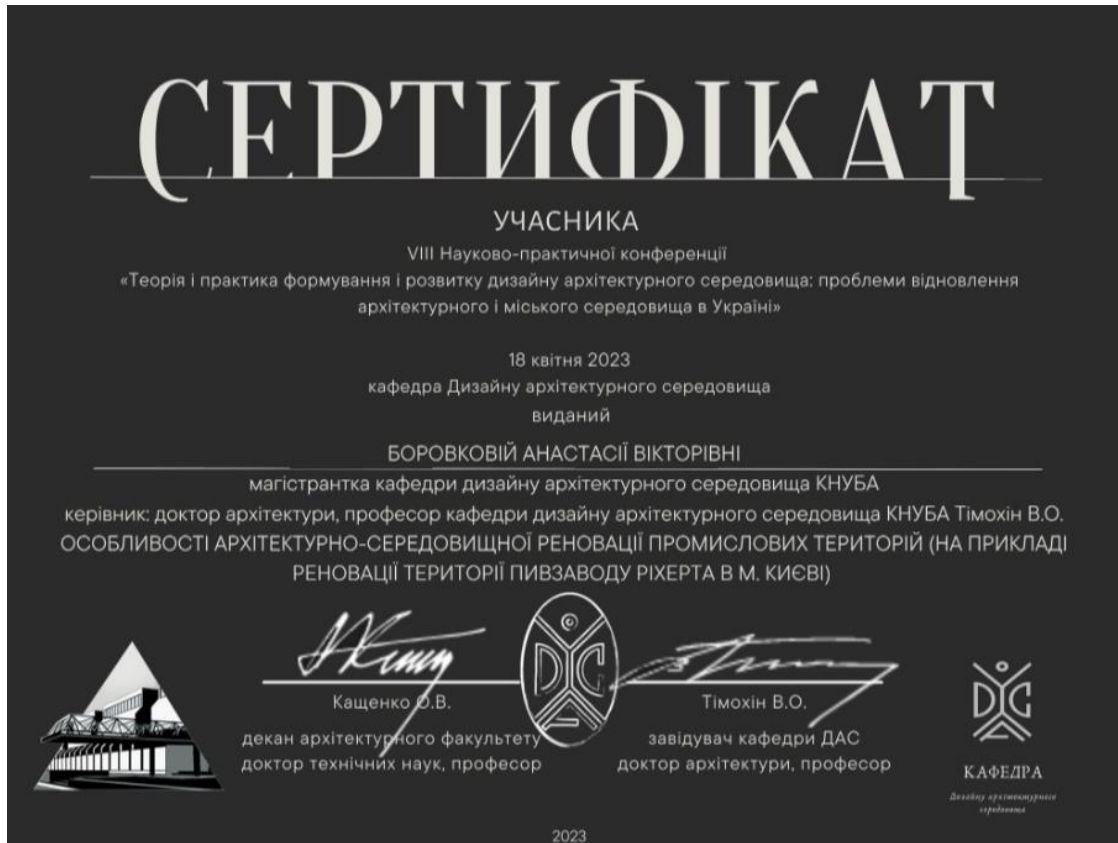 СЕРТИФІКАТ
УЧАСНИКА
VIII Науково-практичної конференції
«Теорія і практика формування і розвитку дизайну архітектурного середовища: проблеми відновлення
архітектурного і міського середовища в Україні»
18 квітня 2023
кафедра Дизайну архітектурного середовища
виданий
БОРОВКОВІЙ АНАСТАСІЇ ВІКТОРІВНІ
магістрантка кафедри дизайну архітектурного середовища КНУБА
керівник: доктор архітектури, професор кафедри дизайну архітектурного середовища КНУБА Тімохін В.О.
ОСОБЛИВОСТІ АРХІТЕКТУРНО-СЕРЕДОВИЩНОЇ РЕНОВАЦІЇ ПРОМИСЛОВИХ ТЕРИТОРІЙ (НА ПРИКЛАДІ
РЕНОВАЦІЇ ТЕРИТОРІЇ ПИВЗАВОДУ РІХЕРТА В М. КИЄВІ)
Кащенко О.В.
декан архітектурного факультету
доктор технічних наук, професор
Тімохін В.О.
завідувач кафедри ДАС
доктор архітектури, професор
КАФЕДРА
Дизайну архітектурного
середовища
2023